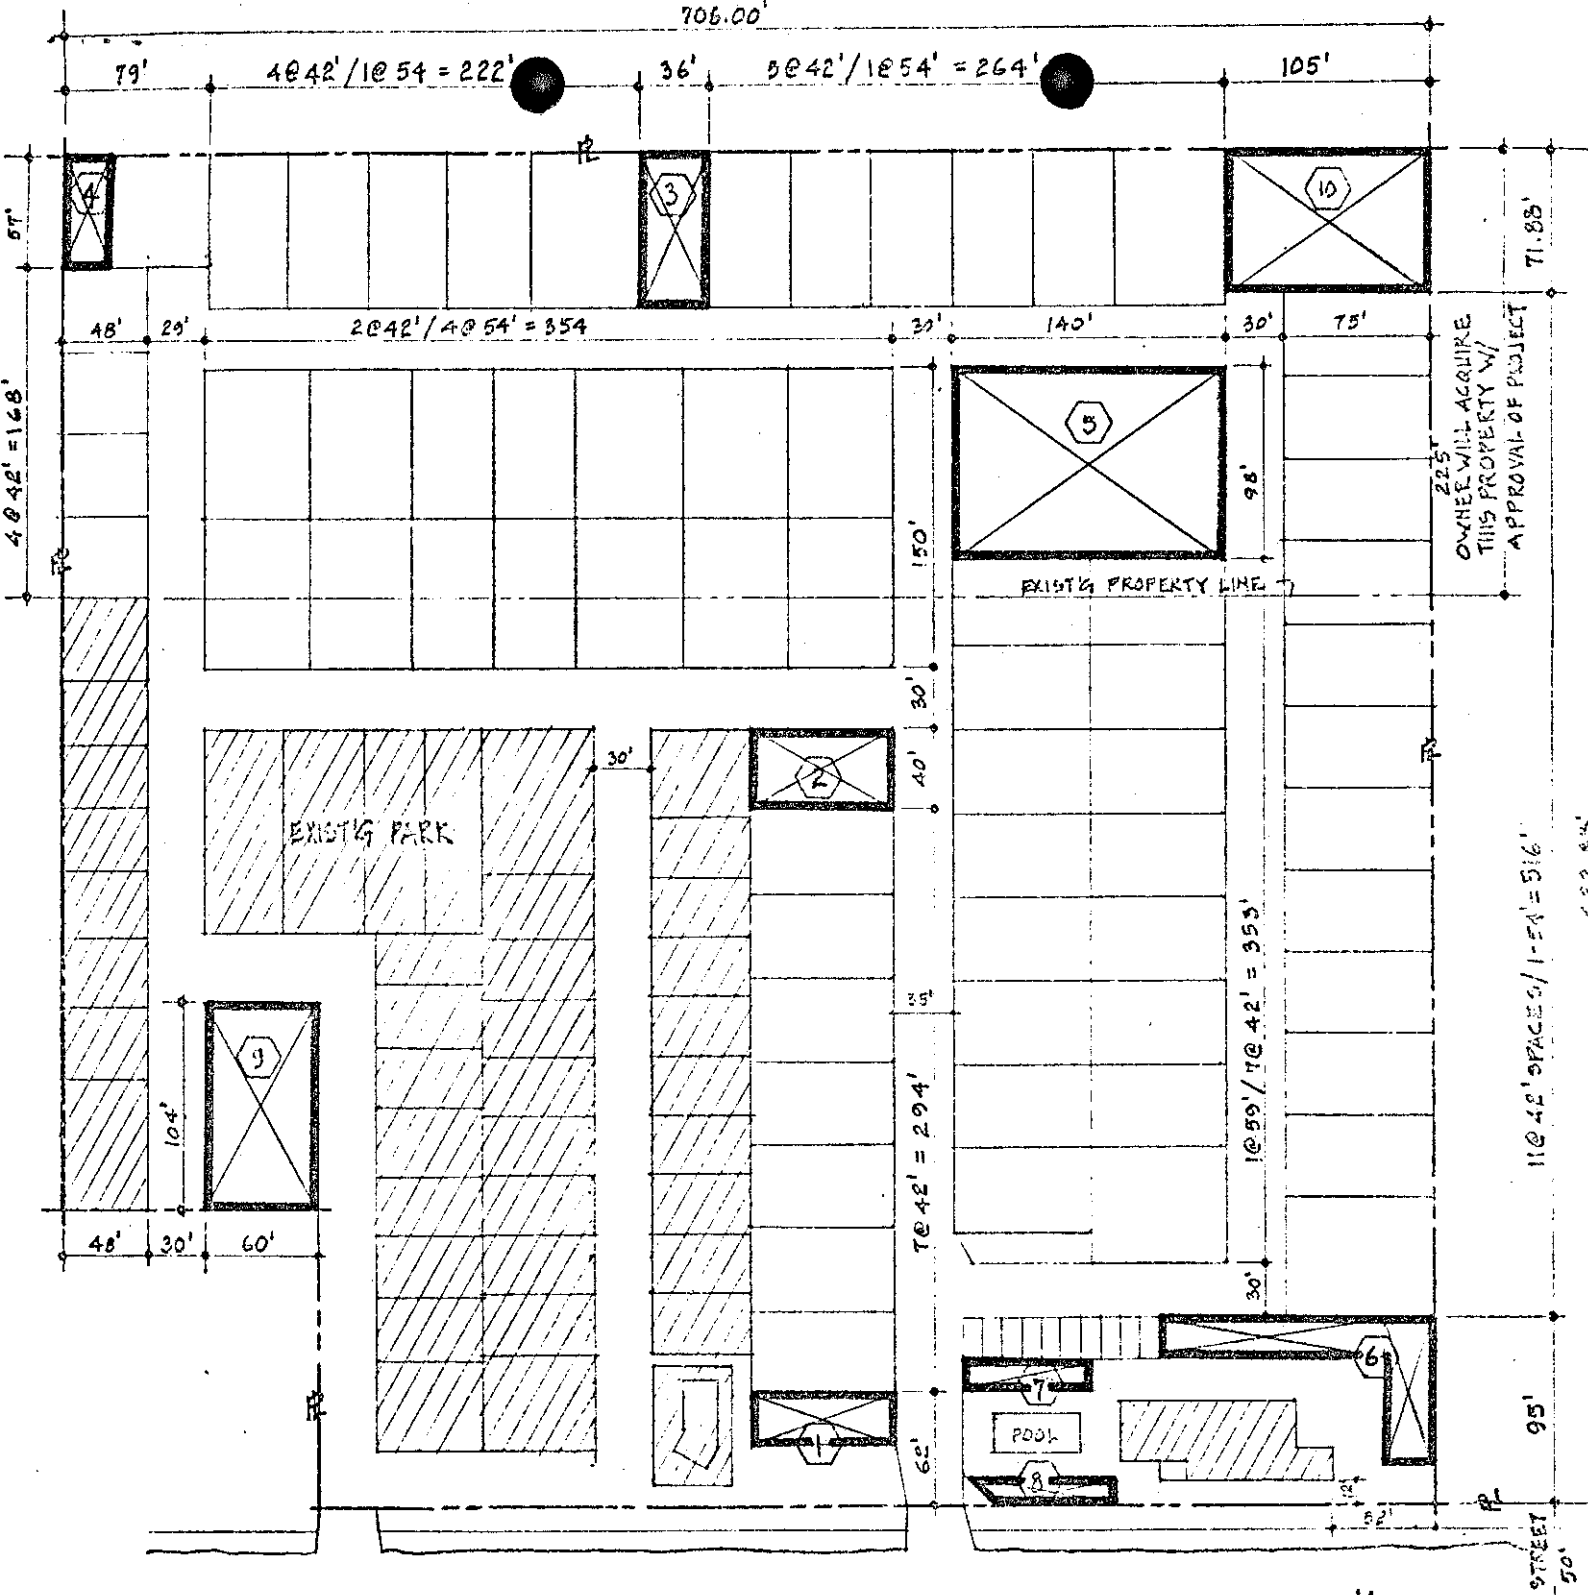 706.00'
79'
4@42'/1@54 = 222'
36'
5@42'/1@54' = 264'
105'
PL
4
3
10
57'
71.88'
48'
29'
2@42'/4@54' = 354
140'
30'
75'
4@42' = 168'
5
98'
150'
225'
OWNER WILL ACQUIRE
THIS PROPERTY W/
APPROVAL OF PROJECT
PL
EXIST'G PROPERTY LINE
30'
30'
2
40'
PL
EXIST'G PARK
35'
9
104'
7@42' = 294'
1@59'/7@42' = 353'
11@42' SPACES/1-54' = 516'
48'
30'
60'
30'
6
7
POOL
1
62'
8
95'
PL
12'
52'
PL
STREET
50'